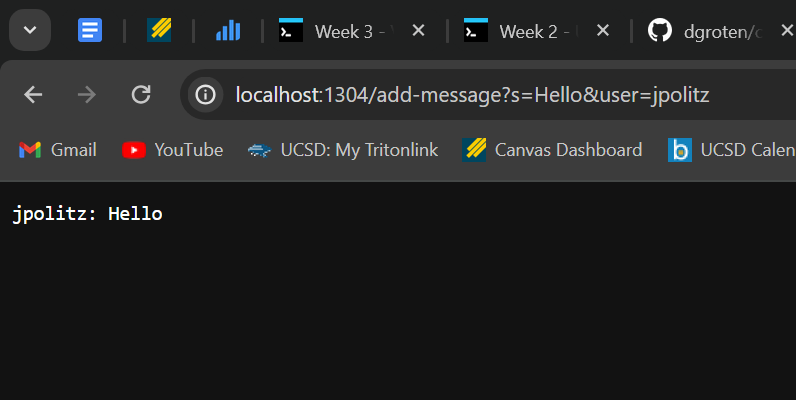 Week 3 - Week 2 - dgroten/
localhost:1304/add-message?s=Hello&user=jpolitz
Gmail YouTube UCSD: My Tritonlink Canvas Dashboard UCSD Calen
jpolitz: Hello